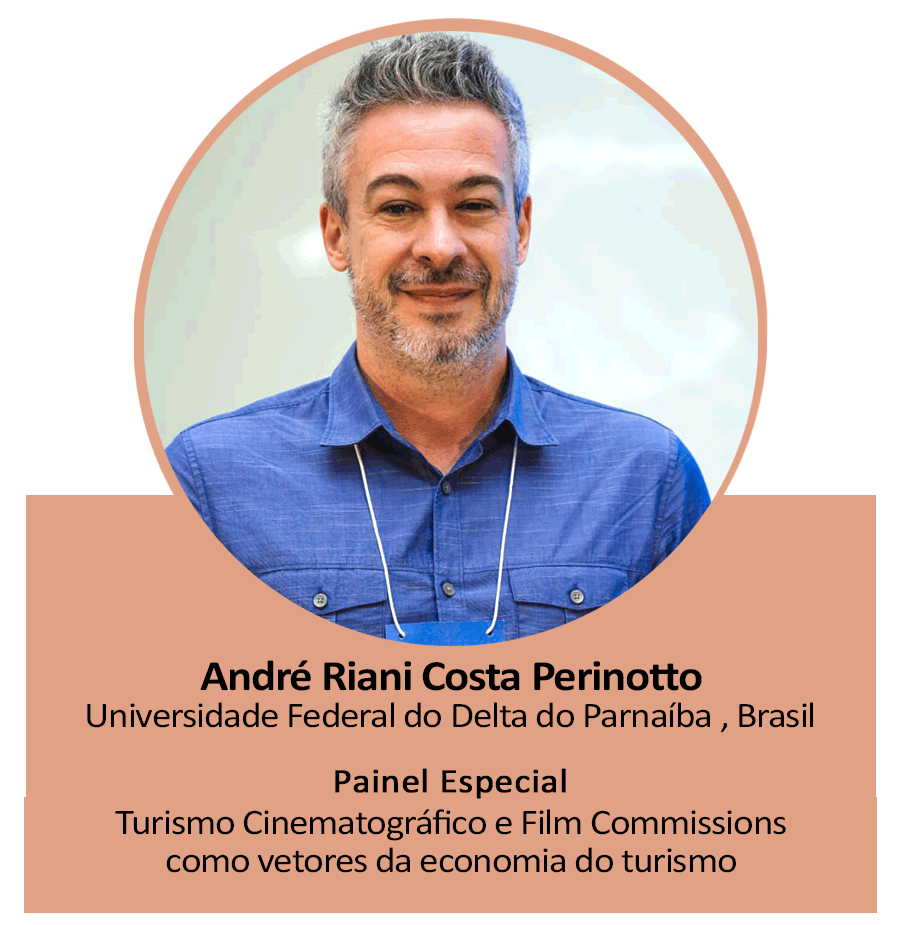 André Riani Costa Perinotto
Universidade Federal do Delta do Parnaíba , Brasil
Painel Especial
Turismo Cinematográfico e Film Commissions
como vetores da economia do turismo